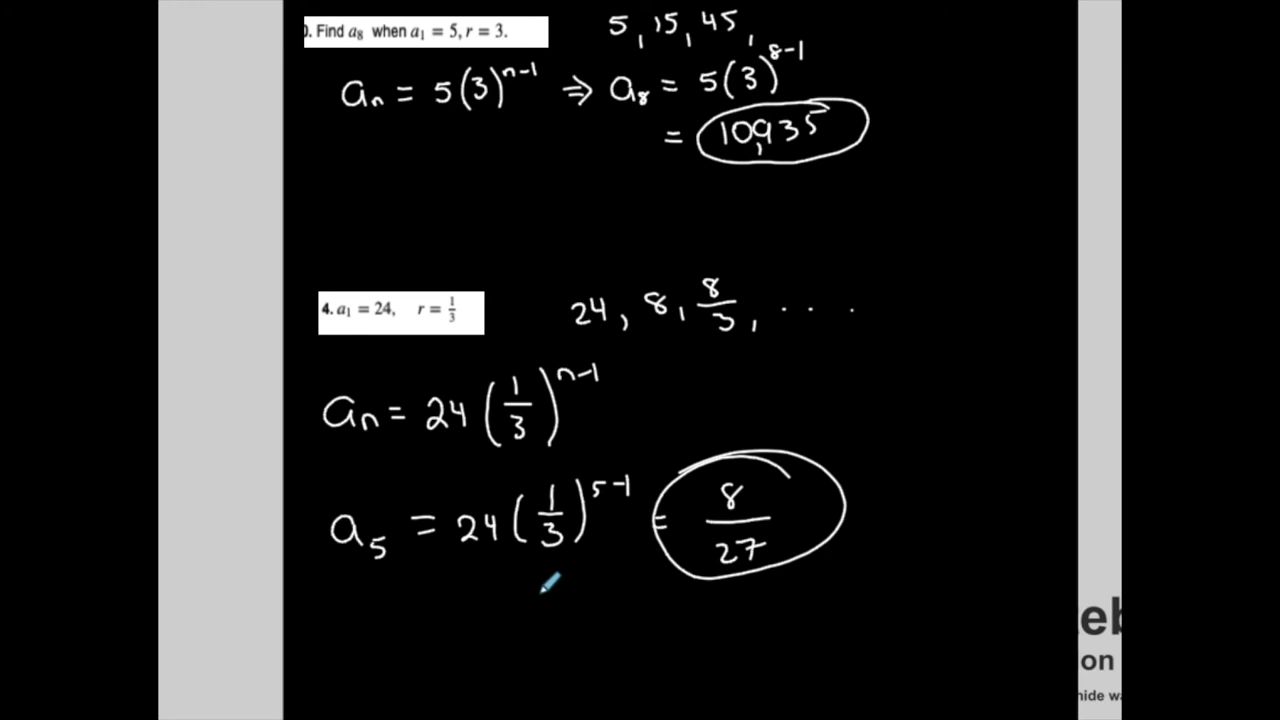 ). Find a₈ when a₁ = 5, r = 3.
5, 15, 45,
aₙ = 5(3)ⁿ⁻¹ ⇒ a₈ = 5(3)⁸⁻¹
= 10,935
4. a₁ = 24, r = 1/3
24, 8, 8/3, . . . .
aₙ = 24(1/3)ⁿ⁻¹
a₅ = 24(1/3)⁵⁻¹ = 8/27
on